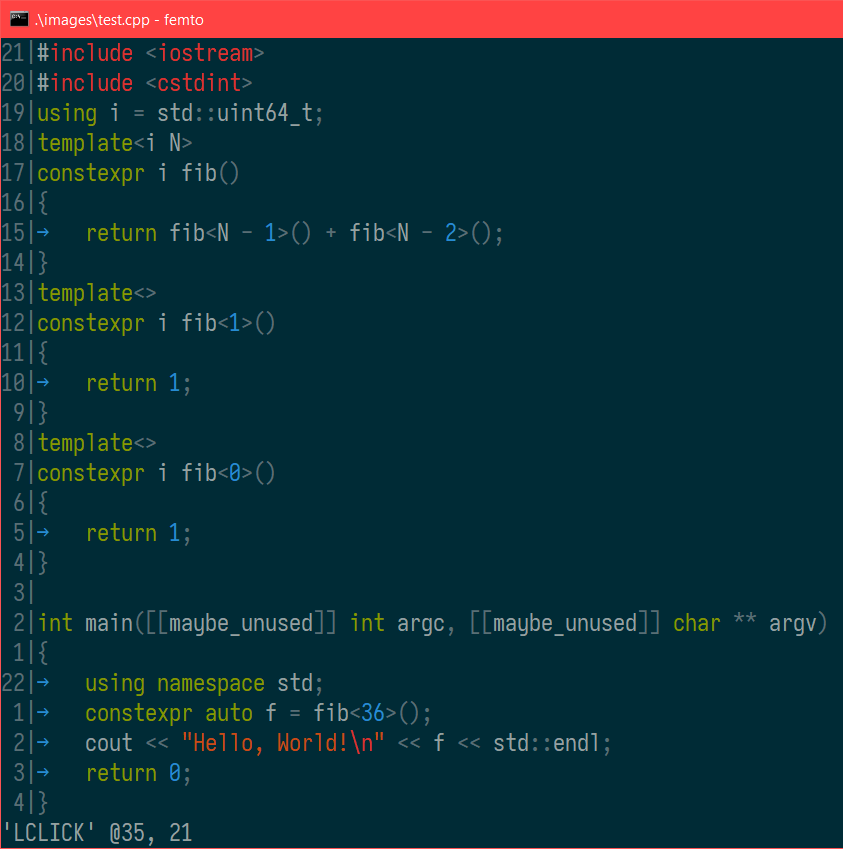 .\images\test.cpp - femto
21|#include <iostream>
20|#include <cstdint>
19|using i = std::uint64_t;
18|template<i N>
17|constexpr i fib()
16|{
15|→   return fib<N - 1>() + fib<N - 2>();
14|}
13|template<>
12|constexpr i fib<1>()
11|{
10|→   return 1;
 9|}
 8|template<>
 7|constexpr i fib<0>()
 6|{
 5|→   return 1;
 4|}
 3|
 2|int main([[maybe_unused]] int argc, [[maybe_unused]] char ** argv)
 1|{
22|→   using namespace std;
 1|→   constexpr auto f = fib<36>();
 2|→   cout << "Hello, World!\n" << f << std::endl;
 3|→   return 0;
 4|}
'LCLICK' @35, 21